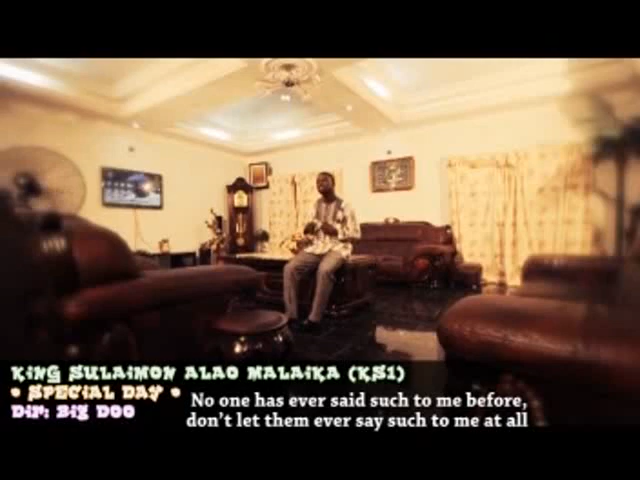 KING SULAIMON ALAO MALAIKA (KS1)
* SPECIAL DAY *
DIR: BIZ DOO
No one has ever said such to me before,
don't let them ever say such to me at all